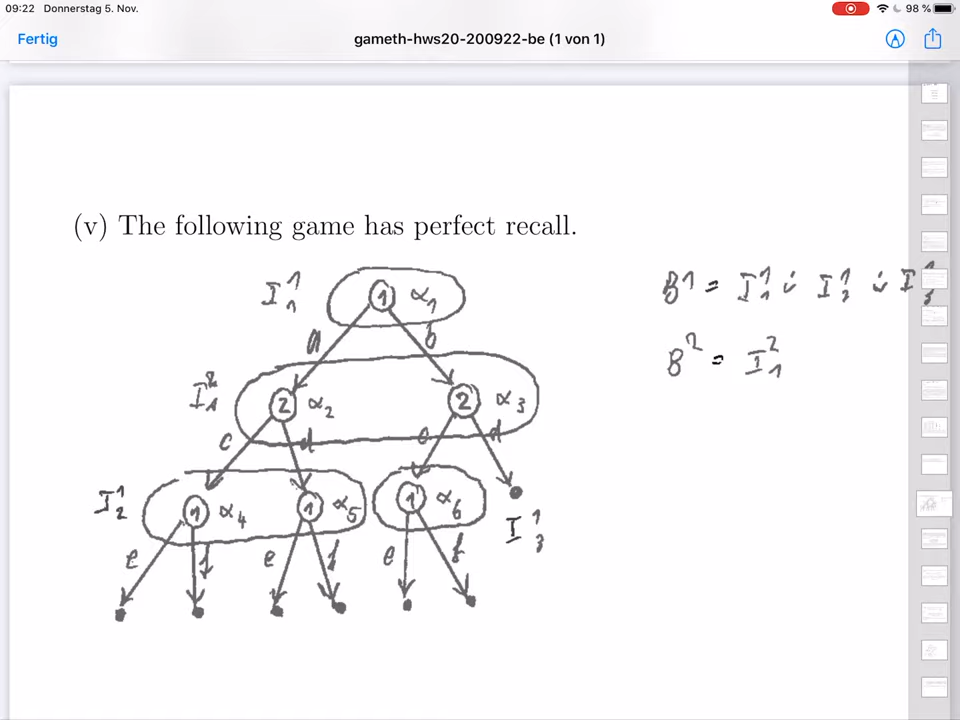 09:22 Donnerstag 5. Nov. 98 %
Fertig gameth-hws20-200922-be (1 von 1)
(v) The following game has perfect recall.
I₁¹ 1 α₁
B¹ = I₁¹ ∪̇ I₂¹ ∪̇ I₃¹
a b
B² = I₁²
I₁² 2 α₂ 2 α₃
c d c d
I₂¹ 1 α₄ 1 α₅ 1 α₆ I₃¹
e f e f e f